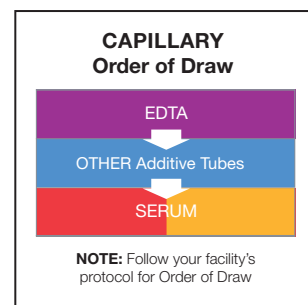 CAPILLARY
Order of Draw
EDTA
OTHER Additive Tubes
SERUM
NOTE: Follow your facility's
protocol for Order of Draw